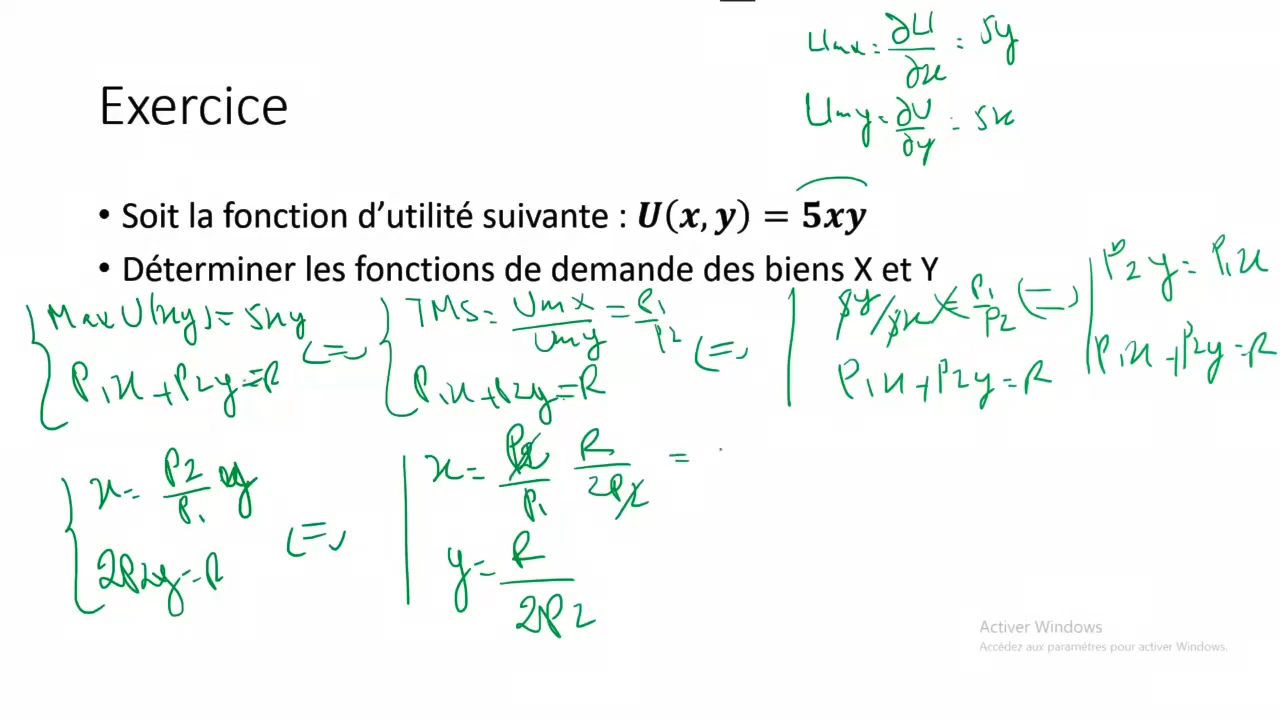 Umx = ∂U/∂x = 5y
Umy = ∂U/∂y = 5x
Exercice
• Soit la fonction d’utilité suivante : U(x, y) = 5xy
• Déterminer les fonctions de demande des biens X et Y
Max U(xy) = 5xy
P1x + P2y = R
<=>
TMS = Umx/Umy = P1/P2
P1x + P2y = R
<=>
5y/5x = P1/P2
P1x + P2y = R
<=>
P2y = P1x
P1x + P2y = R
x = P2/P1 y
2P2y = R
<=>
x = P2/P1 R/2P2 =
y = R/2P2
Activer Windows
Accédez aux paramètres pour activer Windows.